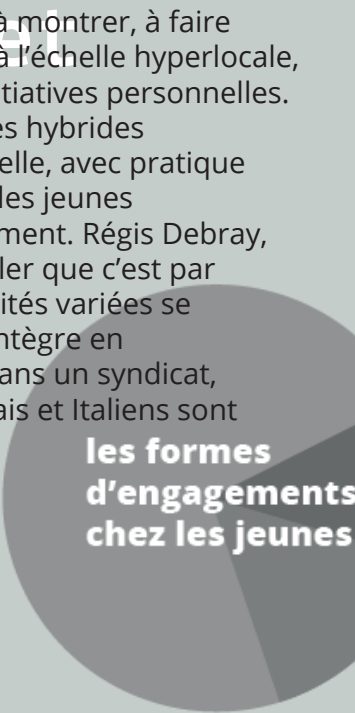 à montrer, à faire
à l’échelle hyperlocale,
tiatives personnelles.
es hybrides
elle, avec pratique
les jeunes
ment. Régis Debray,
ler que c’est par
ités variées se
ntègre en
ans un syndicat,
ais et Italiens sont
les formes
d’engagements
chez les jeunes